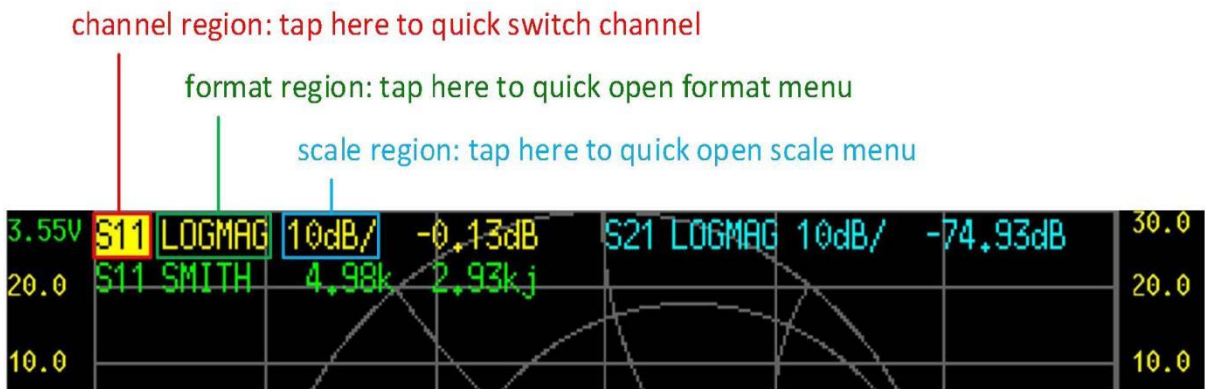 channel region: tap here to quick switch channel
format region: tap here to quick open format menu
scale region: tap here to quick open scale menu
3.55V S11 LOGMAG 10dB/ -0.13dB S21 LOGMAG 10dB/ -74.93dB 30.0
S11 SMITH 4.98k 2.93kj
20.0 20.0
10.0 10.0